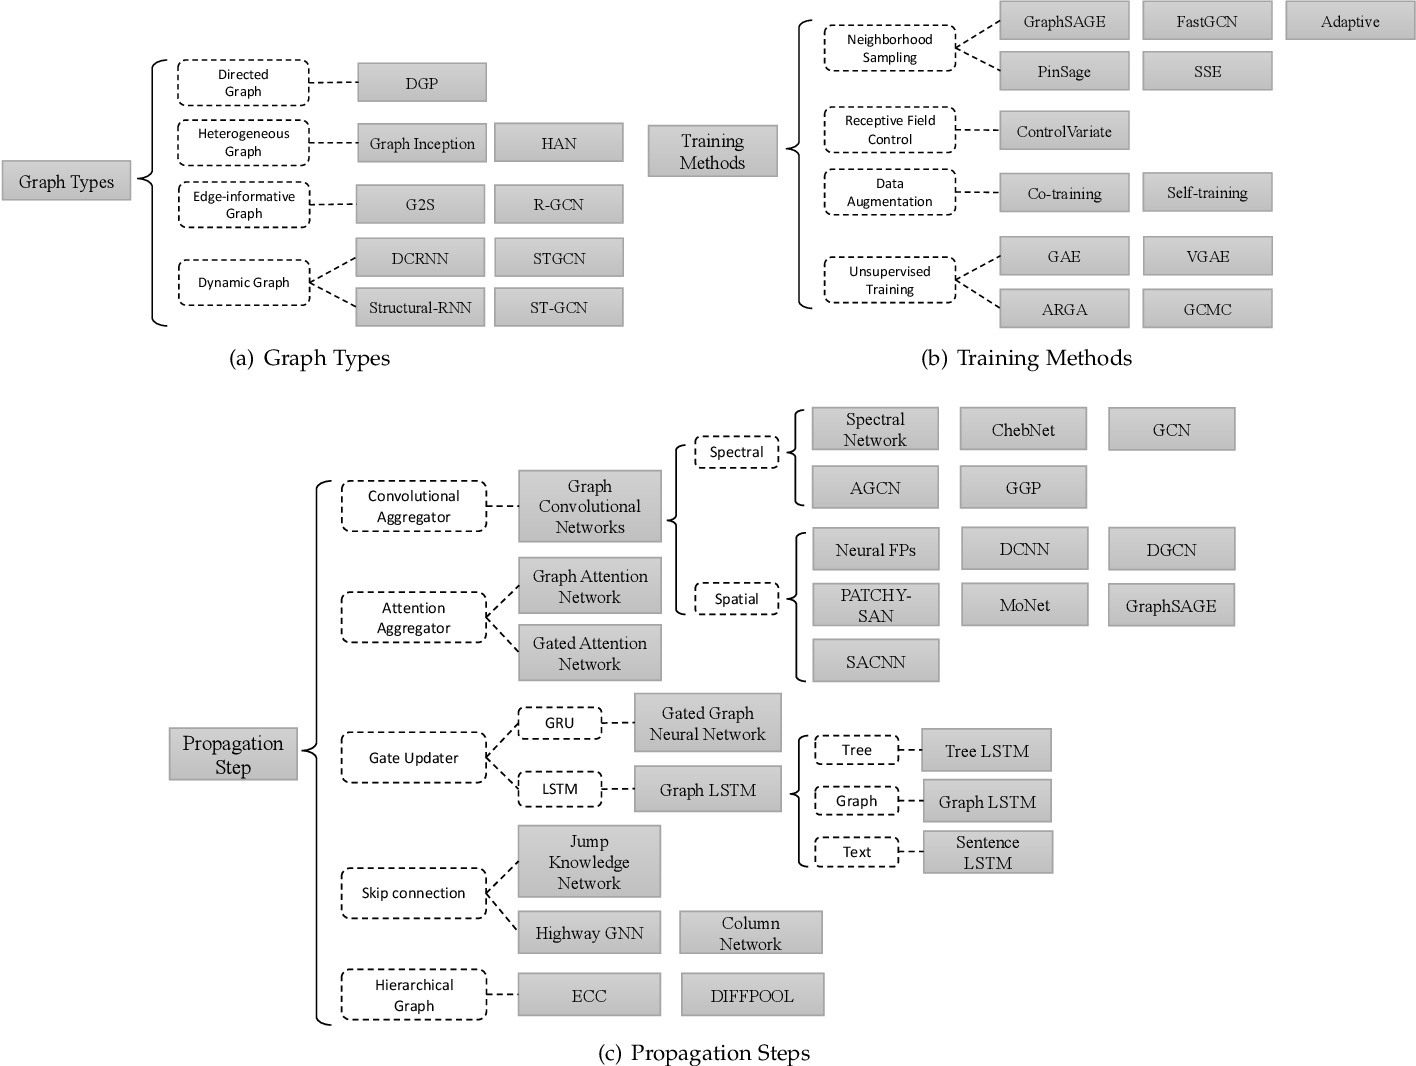 Graph Types
Directed
Graph
DGP
Heterogeneous
Graph
Graph Inception
HAN
Edge-informative
Graph
G2S
R-GCN
Dynamic Graph
DCRNN
STGCN
Structural-RNN
ST-GCN
(a) Graph Types
Training
Methods
Neighborhood
Sampling
GraphSAGE
FastGCN
Adaptive
PinSage
SSE
Receptive Field
Control
ControlVariate
Data
Augmentation
Co-training
Self-training
Unsupervised
Training
GAE
VGAE
ARGA
GCMC
(b) Training Methods
Propagation
Step
Convolutional
Aggregator
Graph
Convolutional
Networks
Spectral
Spectral
Network
ChebNet
GCN
AGCN
GGP
Spatial
Neural FPs
DCNN
DGCN
PATCHY-
SAN
MoNet
GraphSAGE
SACNN
Attention
Aggregator
Graph Attention
Network
Gated Attention
Network
Gate Updater
GRU
Gated Graph
Neural Network
LSTM
Graph LSTM
Tree
Tree LSTM
Graph
Graph LSTM
Text
Sentence
LSTM
Skip connection
Jump
Knowledge
Network
Highway GNN
Column
Network
Hierarchical
Graph
ECC
DIFFPOOL
(c) Propagation Steps